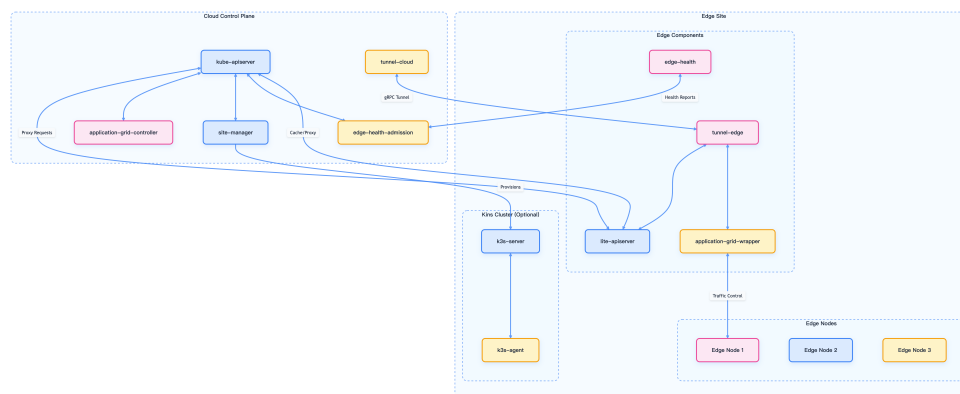 Cloud Control Plane
Edge Site
Edge Components
kube-apiserver
tunnel-cloud
edge-health
gRPC Tunnel
Health Reports
Proxy Requests
application-grid-controller
site-manager
Cache/Proxy
edge-health-admission
tunnel-edge
Provisions
Kins Cluster (Optional)
k3s-server
lite-apiserver
application-grid-wrapper
Traffic Control
Edge Nodes
k3s-agent
Edge Node 1
Edge Node 2
Edge Node 3